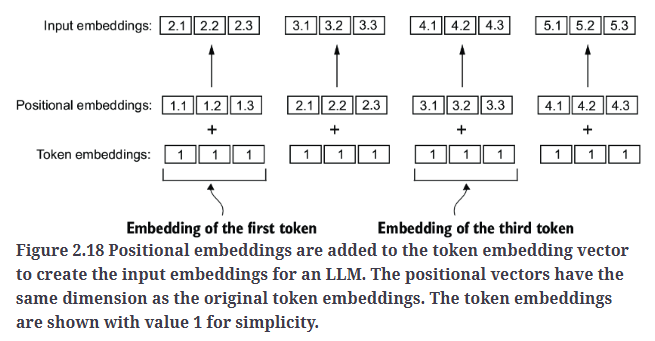 Input embeddings: 2.1 2.2 2.3 3.1 3.2 3.3 4.1 4.2 4.3 5.1 5.2 5.3
Positional embeddings: 1.1 1.2 1.3 2.1 2.2 2.3 3.1 3.2 3.3 4.1 4.2 4.3
+ + + +
Token embeddings: 1 1 1 1 1 1 1 1 1 1 1 1
Embedding of the first token Embedding of the third token
Figure 2.18 Positional embeddings are added to the token embedding vector
to create the input embeddings for an LLM. The positional vectors have the
same dimension as the original token embeddings. The token embeddings
are shown with value 1 for simplicity.